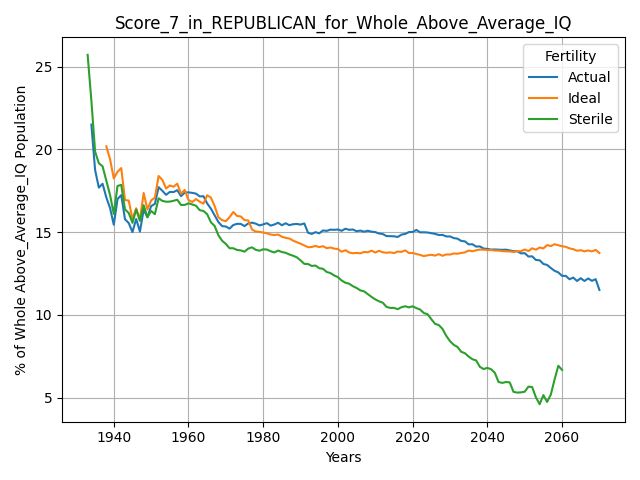 Score_7_in_REPUBLICAN_for_Whole_Above_Average_IQ
% of Whole Above_Average_IQ Population
25
20
15
10
5
Fertility
Actual
Ideal
Sterile
1940 1960 1980 2000 2020 2040 2060
Years